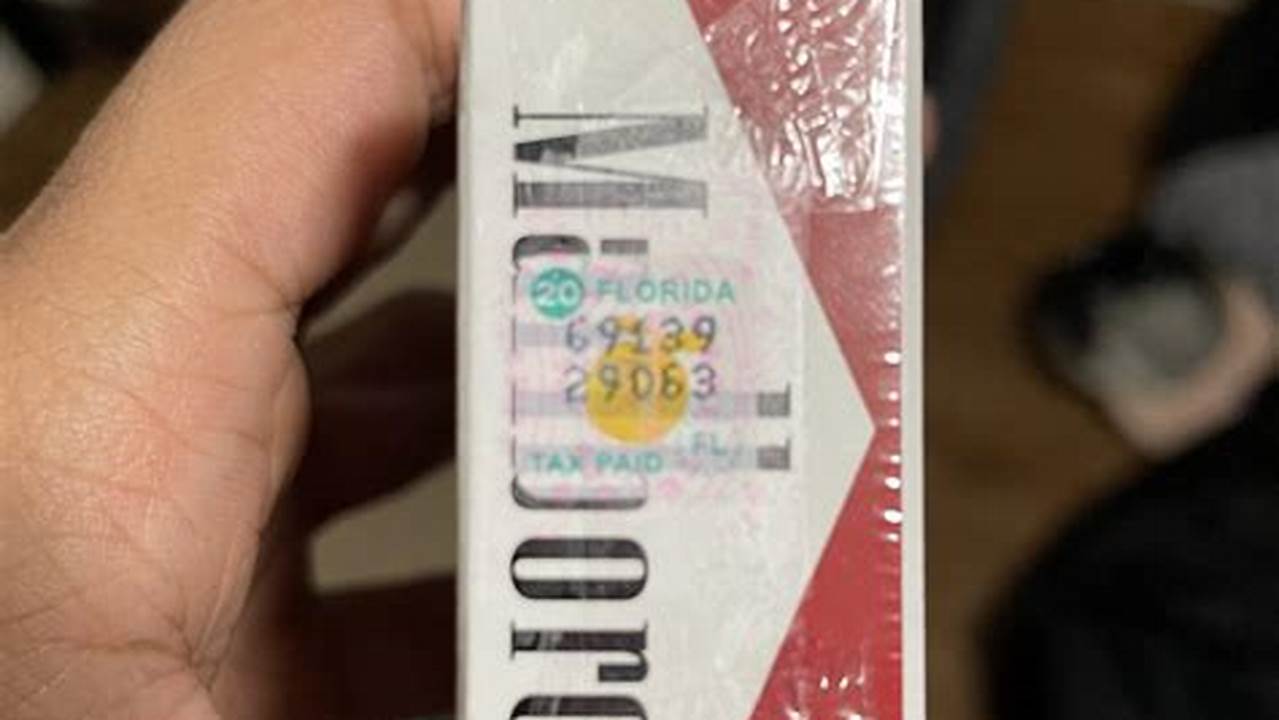 Marlboro
20 FLORIDA
69139
29063
TAX PAID FL